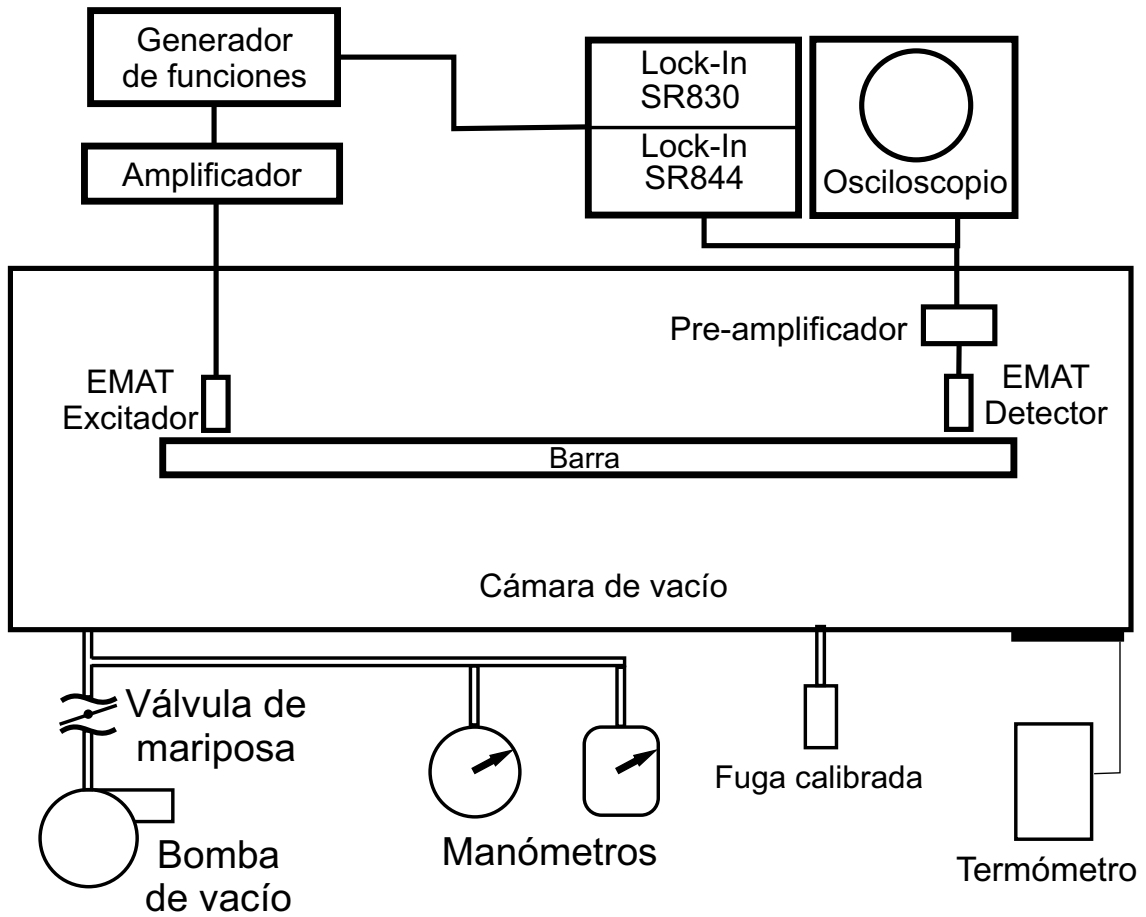 Generador
de funciones
Lock-In
SR830
Lock-In
SR844
Osciloscopio
Amplificador
Pre-amplificador
EMAT
Excitador
EMAT
Detector
Barra
Cámara de vacío
Válvula de
mariposa
Bomba
de vacío
Manómetros
Fuga calibrada
Termómetro